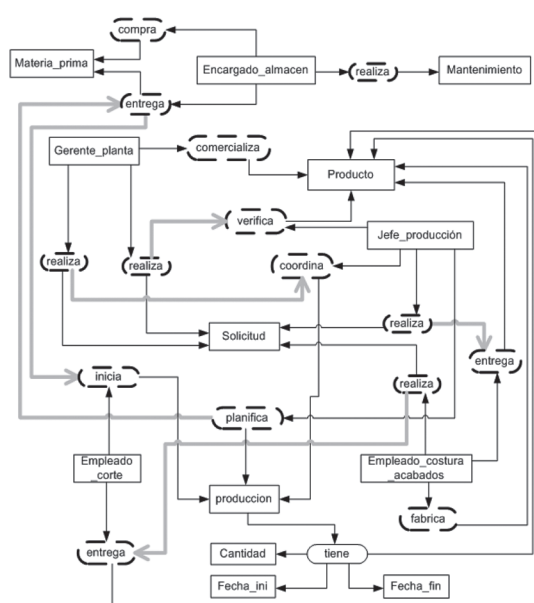 compra
Materia_prima
Encargado_almacen
realiza
Mantenimiento
entrega
Gerente_planta
comercializa
Producto
verifica
Jefe_producción
realiza
realiza
coordina
Solicitud
realiza
entrega
inicia
realiza
planifica
Empleado
_corte
Empleado_costura
_acabados
produccion
fabrica
entrega
Cantidad
tiene
Fecha_ini
Fecha_fin